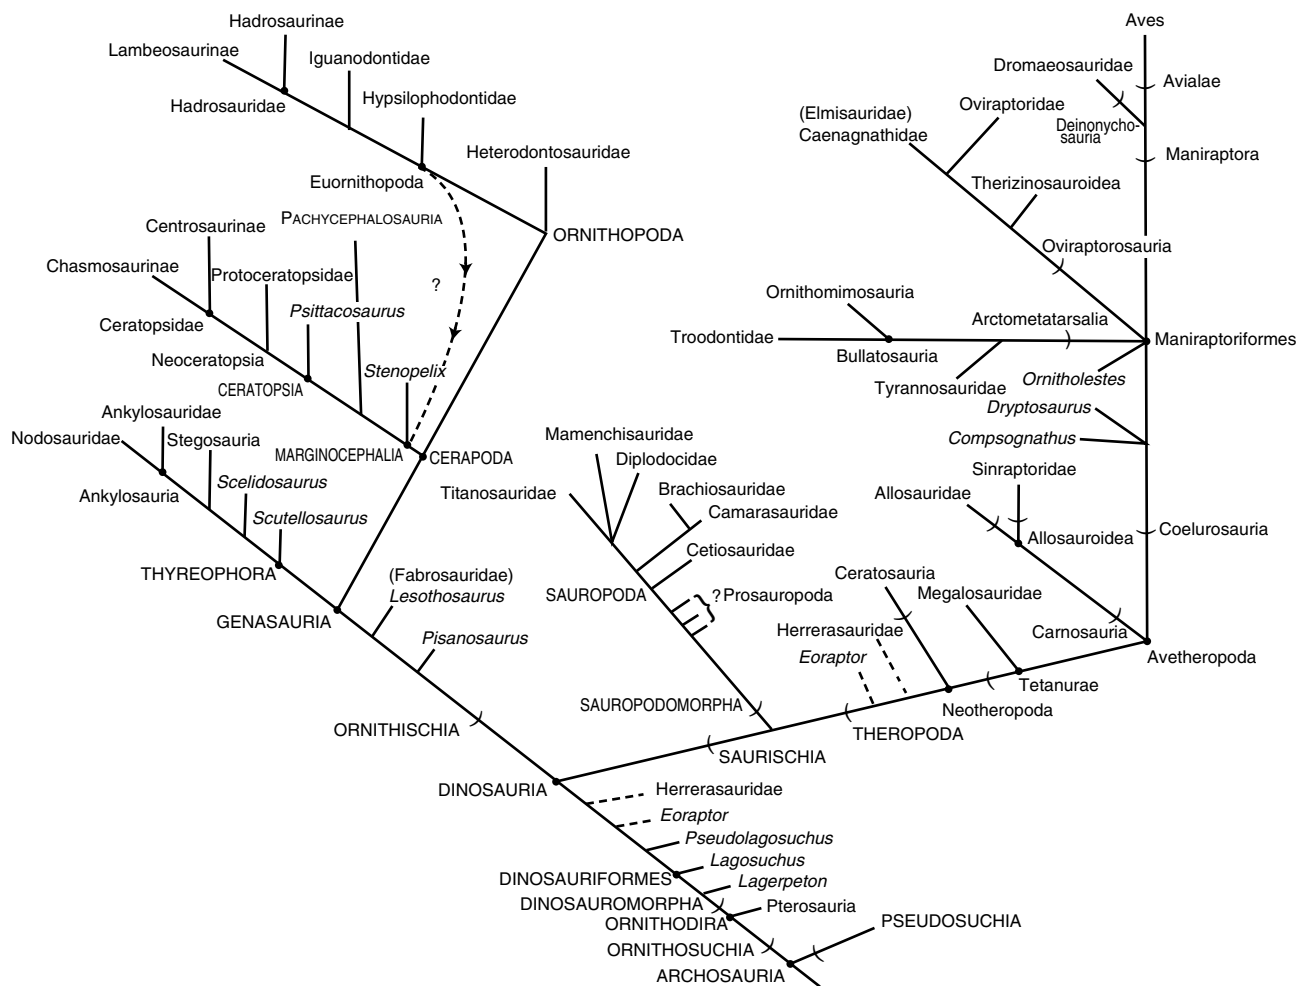 Hadrosaurinae
Lambeosaurinae
Iguanodontidae
Hadrosauridae
Hypsilophodontidae
Heterodontosauridae
Euornithopoda
PACHYCEPHALOSAURIA
ORNITHOPODA
Centrosaurinae
Chasmosaurinae
Protoceratopsidae
?
Psittacosaurus
Ceratopsidae
Neoceratopsia
Stenopelix
CERATOPSIA
Ankylosauridae
Nodosauridae
Stegosauria
MARGINOCEPHALIA
CERAPODA
Scelidosaurus
Ankylosauria
Scutellosaurus
THYREOPHORA
(Fabrosauridae)
Lesothosaurus
GENASAURIA
Pisanosaurus
ORNITHISCHIA
DINOSAURIA
Aves
Dromaeosauridae
Avialae
Oviraptoridae
(Elmisauridae)
Caenagnathidae
Deinonycho-
sauria
Maniraptora
Therizinosauroidea
Oviraptorosauria
Ornithomimosauria
Arctometatarsalia
Troodontidae
Bullatosauria
Maniraptoriformes
Tyrannosauridae
Ornitholestes
Dryptosaurus
Compsognathus
Sinraptoridae
Allosauridae
Allosauroidea
Coelurosauria
Mamenchisauridae
Diplodocidae
Titanosauridae
Brachiosauridae
Camarasauridae
Cetiosauridae
SAUROPODA
? Prosauropoda
Ceratosauria
Megalosauridae
Herrerasauridae
Eoraptor
Carnosauria
Avetheropoda
Tetanurae
Neotheropoda
SAUROPODOMORPHA
THEROPODA
SAURISCHIA
Herrerasauridae
Eoraptor
Pseudolagosuchus
Lagosuchus
DINOSAURIFORMES
Lagerpeton
DINOSAUROMORPHA
Pterosauria
ORNITHODIRA
PSEUDOSUCHIA
ORNITHOSUCHIA
ARCHOSAURIA